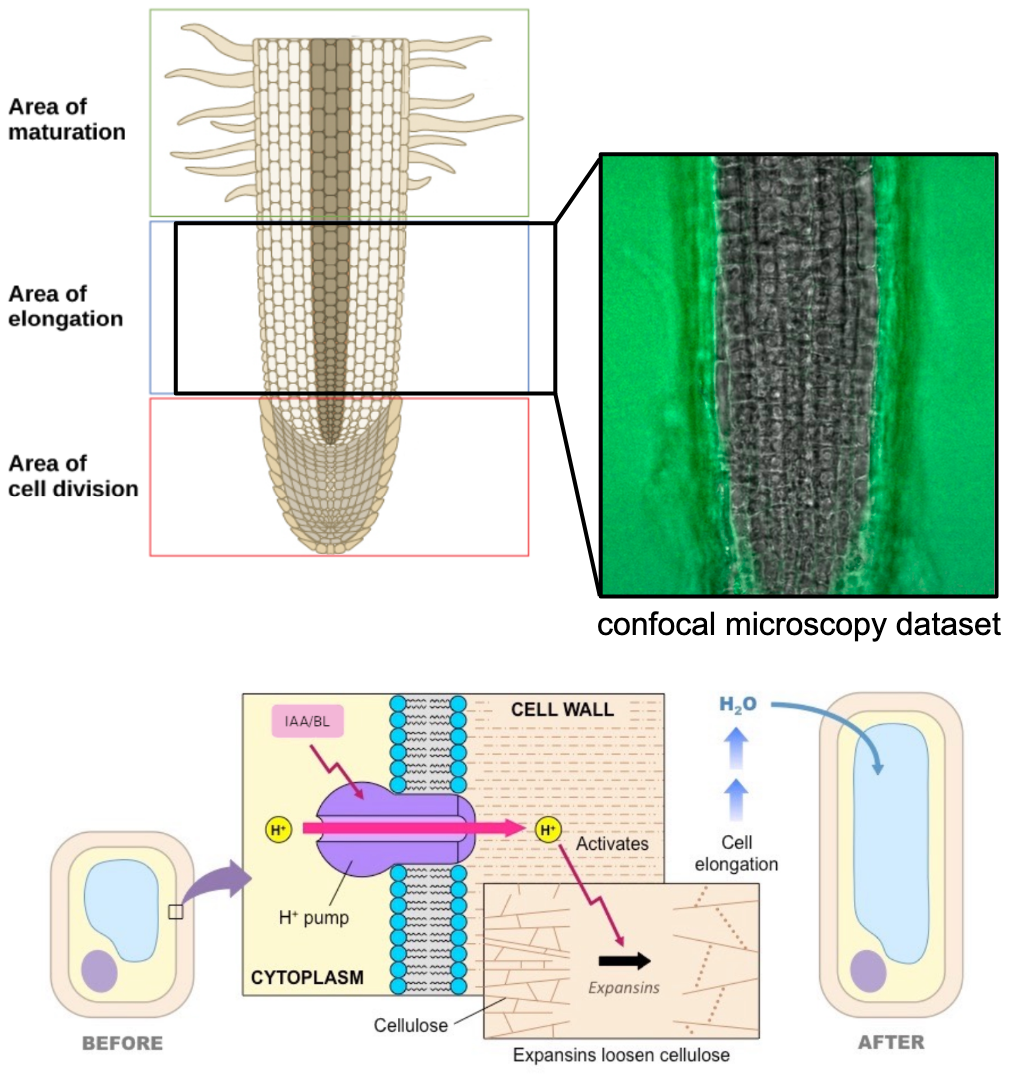 Area of
maturation
Area of
elongation
Area of
cell division
confocal microscopy dataset
IAA/BL
CELL WALL
H₂O
H⁺
H⁺
Activates
Cell
elongation
H⁺ pump
CYTOPLASM
Expansins
Cellulose
BEFORE
AFTER
Expansins loosen cellulose